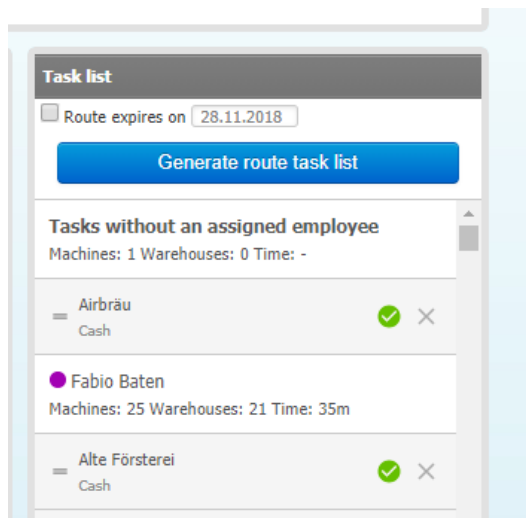 Task list
Route expires on 28.11.2018
Generate route task list
Tasks without an assigned employee
Machines: 1 Warehouses: 0 Time: -
Airbräu
Cash
Fabio Baten
Machines: 25 Warehouses: 21 Time: 35m
Alte Försterei
Cash